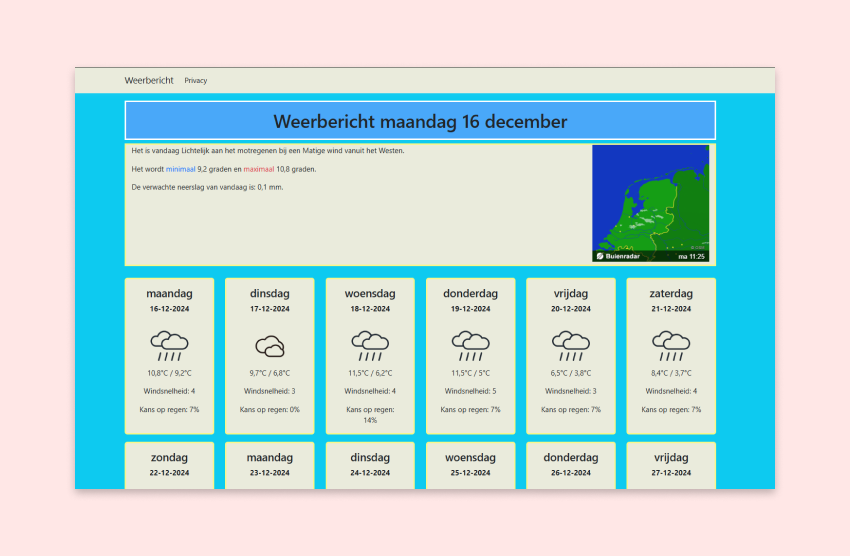 Weerbericht Privacy
Weerbericht maandag 16 december
Het is vandaag Lichtelijk aan het motregenen bij een Matige wind vanuit het Westen.
Het wordt minimaal 9,2 graden en maximaal 10,8 graden.
De verwachte neerslag van vandaag is: 0,1 mm.
Buienradar ma 11:25
maandag dinsdag woensdag donderdag vrijdag zaterdag
16-12-2024 17-12-2024 18-12-2024 19-12-2024 20-12-2024 21-12-2024
10,8°C / 9,2°C 9,7°C / 6,8°C 11,5°C / 6,2°C 11,5°C / 5°C 6,5°C / 3,8°C 8,4°C / 3,7°C
Windsnelheid: 4 Windsnelheid: 3 Windsnelheid: 4 Windsnelheid: 5 Windsnelheid: 3 Windsnelheid: 4
Kans op regen: 7% Kans op regen: 0% Kans op regen: Kans op regen: 7% Kans op regen: 7% Kans op regen: 7%
14%
zondag maandag dinsdag woensdag donderdag vrijdag
22-12-2024 23-12-2024 24-12-2024 25-12-2024 26-12-2024 27-12-2024